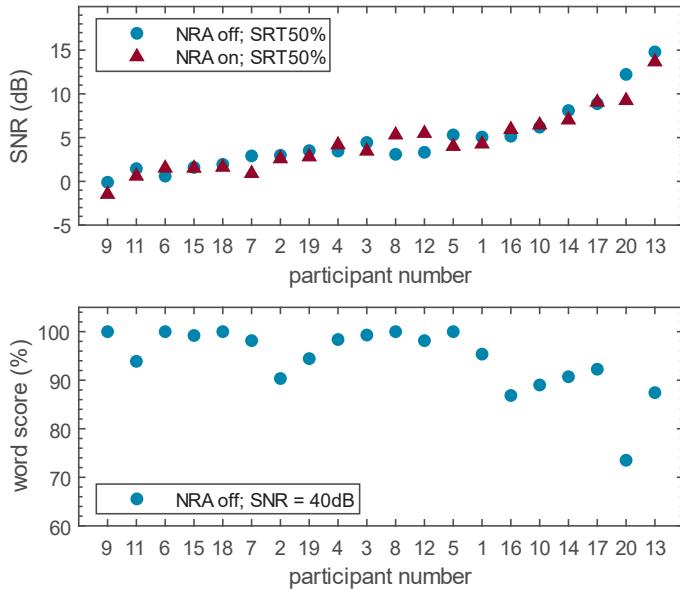 NRA off; SRT50%
NRA on; SRT50%
SNR (dB)
15
10
5
0
-5
9 11 6 15 18 7 2 19 4 3 8 12 5 1 16 10 14 17 20 13
participant number
word score (%)
100
90
80
70
60
NRA off; SNR = 40dB
9 11 6 15 18 7 2 19 4 3 8 12 5 1 16 10 14 17 20 13
participant number